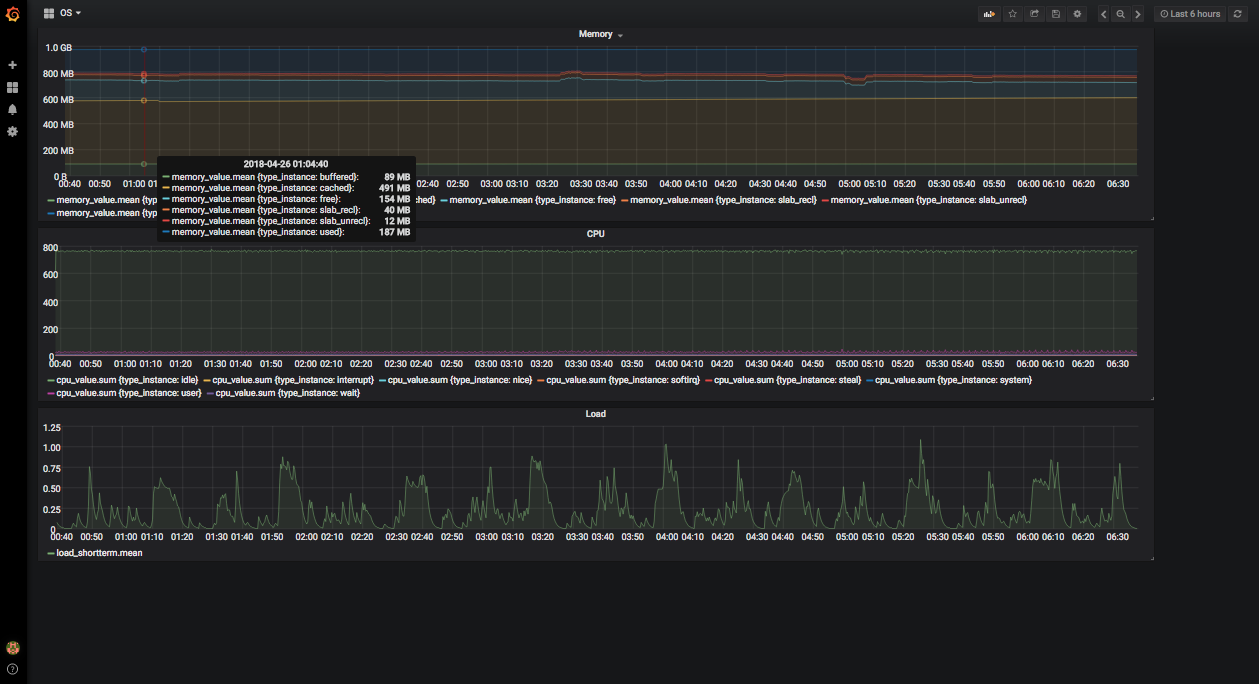 OS
Last 6 hours
Memory
1.0 GB
800 MB
600 MB
400 MB
200 MB
0 B
00:40 00:50 01:00 01 02:40 02:50 03:00 03:10 03:20 03:30 03:40 03:50 04:00 04:10 04:20 04:30 04:40 04:50 05:00 05:10 05:20 05:30 05:40 05:50 06:00 06:10 06:20 06:30
2018-04-26 01:04:40
memory_value.mean {type_instance: buffered}: 89 MB
memory_value.mean {type_instance: cached}: 491 MB
memory_value.mean {type_instance: free}: 154 MB
memory_value.mean {type_instance: slab_recl}: 40 MB
memory_value.mean {type_instance: slab_unrecl}: 12 MB
memory_value.mean {type_instance: used}: 187 MB
memory_value.mean {typ ched} memory_value.mean {type_instance: free} memory_value.mean {type_instance: slab_recl} memory_value.mean {type_instance: slab_unrecl}
memory_value.mean {typ
CPU
800
600
400
200
0
00:40 00:50 01:00 01:10 01:20 01:30 01:40 01:50 02:00 02:10 02:20 02:30 02:40 02:50 03:00 03:10 03:20 03:30 03:40 03:50 04:00 04:10 04:20 04:30 04:40 04:50 05:00 05:10 05:20 05:30 05:40 05:50 06:00 06:10 06:20 06:30
cpu_value.sum {type_instance: idle} cpu_value.sum {type_instance: interrupt} cpu_value.sum {type_instance: nice} cpu_value.sum {type_instance: softirq} cpu_value.sum {type_instance: steal} cpu_value.sum {type_instance: system}
cpu_value.sum {type_instance: user} cpu_value.sum {type_instance: wait}
Load
1.25
1.00
0.75
0.50
0.25
0
00:40 00:50 01:00 01:10 01:20 01:30 01:40 01:50 02:00 02:10 02:20 02:30 02:40 02:50 03:00 03:10 03:20 03:30 03:40 03:50 04:00 04:10 04:20 04:30 04:40 04:50 05:00 05:10 05:20 05:30 05:40 05:50 06:00 06:10 06:20 06:30
load_shortterm.mean